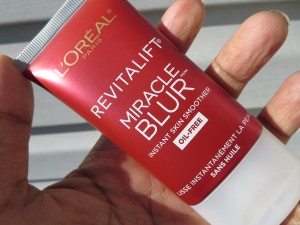 L'ORÉAL
PARIS
REVITALIFT
MIRACLE
BLUR
INSTANT SKIN SMOOTHER
OIL-FREE
LISSE INSTANTANÉMENT LA PEAU
SANS HUILE